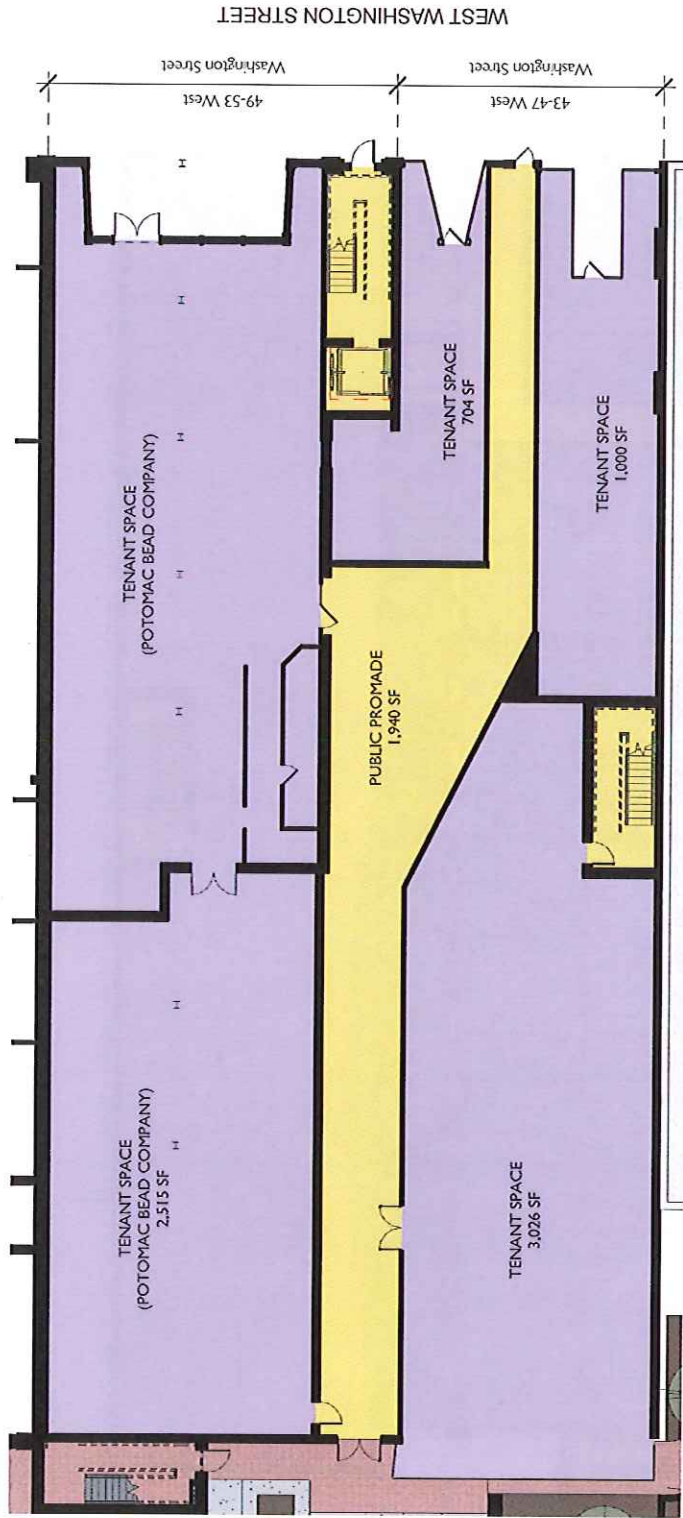 WEST WASHINGTON STREET
49-53 West
Washington Street
43-47 West
Washington Street
TENANT SPACE
(POTOMAC BEAD COMPANY)
TENANT SPACE
704 SF
TENANT SPACE
1,000 SF
PUBLIC PROMADE
1,940 SF
TENANT SPACE
(POTOMAC BEAD COMPANY)
2,515 SF
TENANT SPACE
3,026 SF